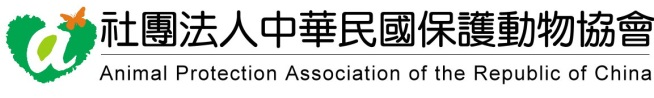 a
社團法人中華民國保護動物協會
Animal Protection Association of the Republic of China